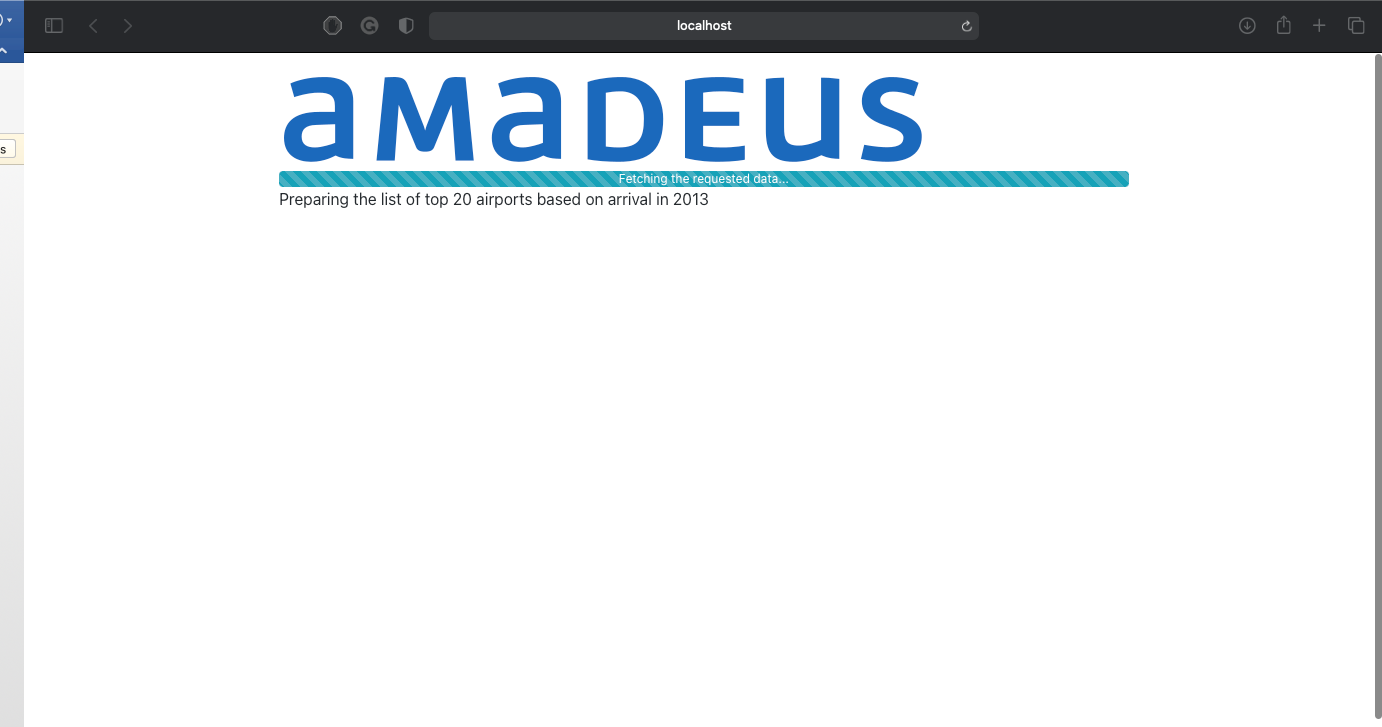 localhost
aMaDEUS
Fetching the requested data...
Preparing the list of top 20 airports based on arrival in 2013
s